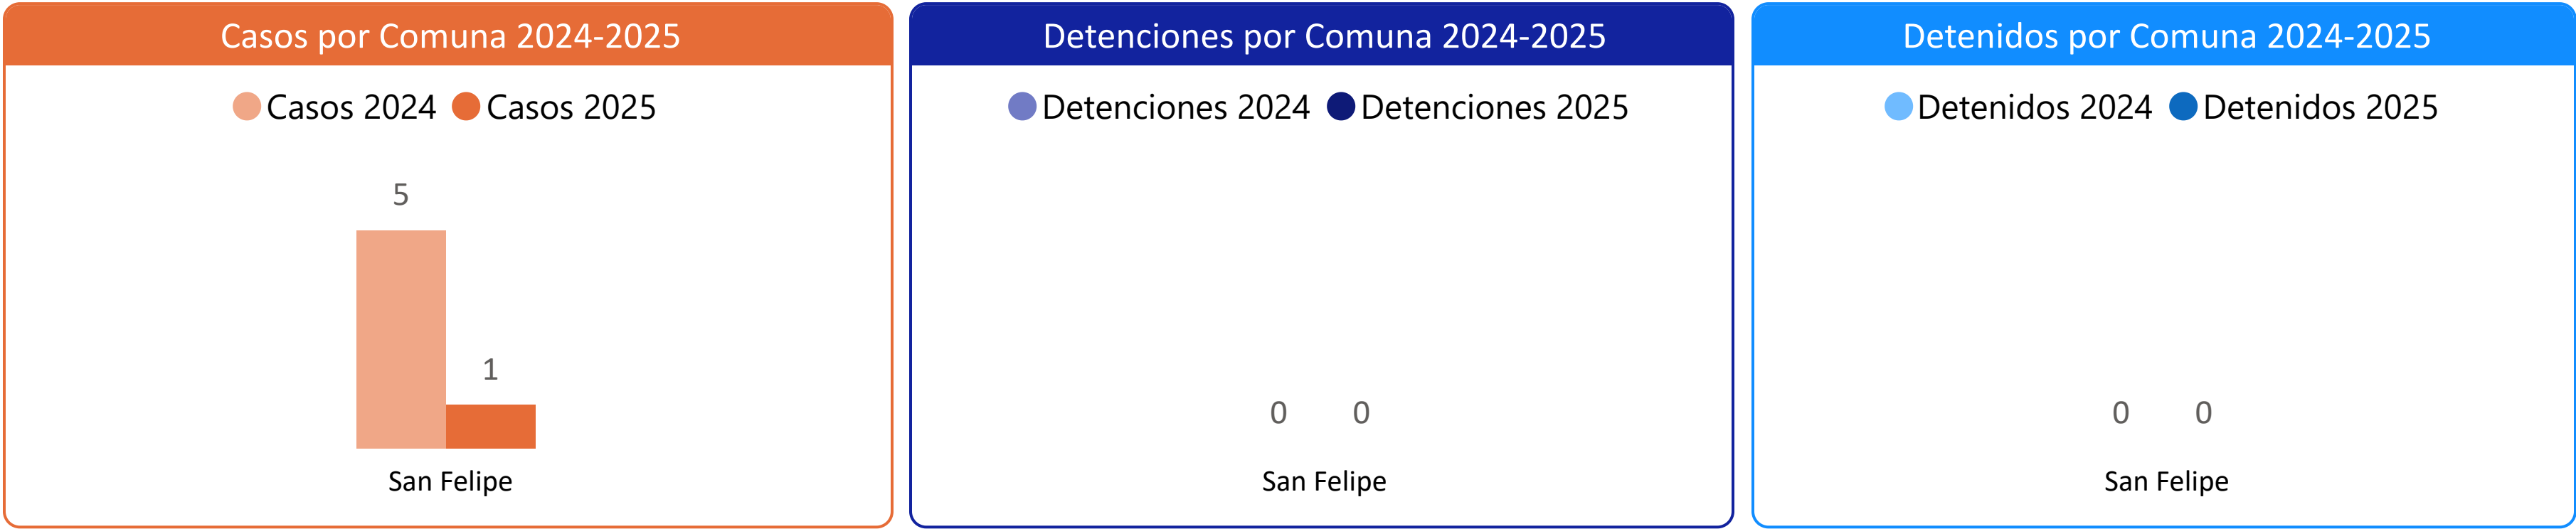 Casos por Comuna 2024-2025
Casos 2024 Casos 2025
5
1
San Felipe
Detenciones por Comuna 2024-2025
Detenciones 2024 Detenciones 2025
0 0
San Felipe
Detenidos por Comuna 2024-2025
Detenidos 2024 Detenidos 2025
0 0
San Felipe